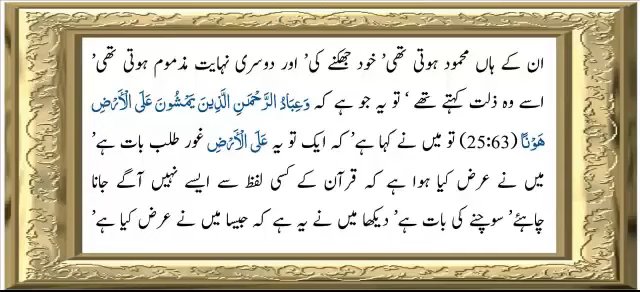 ان کے ہاں محمود ہوتی تھی' خود جھکنے کی' اور دوسری نہایت مذموم ہوتی تھی'
اسے وہ ذلت کہتے تھے ' تو یہ جو ہے کہ وَعِبَادُ الرَّحْمَٰنِ الَّذِينَ يَمْشُونَ عَلَى الْأَرْضِ
هَوْنًا (25:63) تو میں نے کہا ہے' کہ ایک تو یہ عَلَى الْأَرْضِ غور طلب بات ہے'
میں نے عرض کیا ہوا ہے کہ قرآن کے کسی لفظ سے ایسے نہیں آگے جانا
چاہئے' سوچنے کی بات ہے' دیکھا میں نے یہ ہے کہ جیسا میں نے عرض کیا ہے'